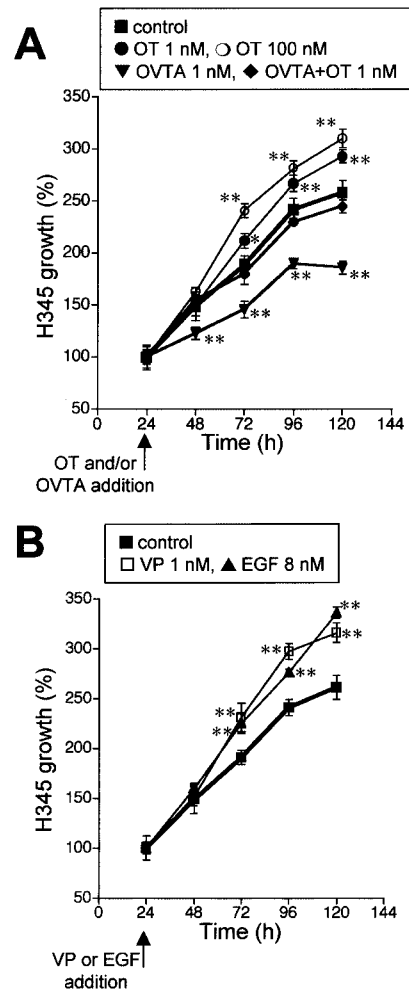 A
■ control
● OT 1 nM, ○ OT 100 nM
▼ OVTA 1 nM, ◆ OVTA+OT 1 nM
H345 growth (%)
350
300
250
200
150
100
50
**
**
**
**
**
*
**
**
**
**
0 24 48 72 96 120 144
Time (h)
OT and/or
OVTA addition
B
■ control
□ VP 1 nM, ▲ EGF 8 nM
H345 growth (%)
350
300
250
200
150
100
50
**
**
**
**
**
**
0 24 48 72 96 120 144
Time (h)
VP or EGF
addition